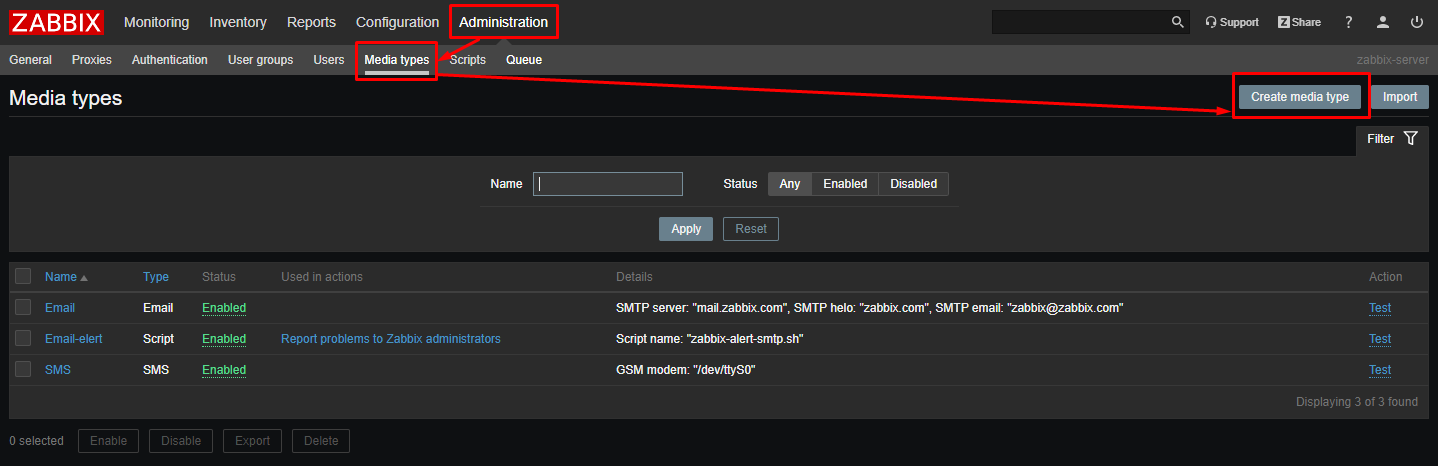 ZABBIX Monitoring Inventory Reports Configuration Administration Support Z Share ?
General Proxies Authentication User groups Users Media types Scripts Queue zabbix-server
Media types Create media type Import
Filter
Name Status Any Enabled Disabled
Apply Reset
Name Type Status Used in actions Details Action
Email Email Enabled SMTP server: "mail.zabbix.com", SMTP helo: "zabbix.com", SMTP email: "zabbix@zabbix.com" Test
Email-elert Script Enabled Report problems to Zabbix administrators Script name: "zabbix-alert-smtp.sh" Test
SMS SMS Enabled GSM modem: "/dev/ttyS0" Test
Displaying 3 of 3 found
0 selected Enable Disable Export Delete